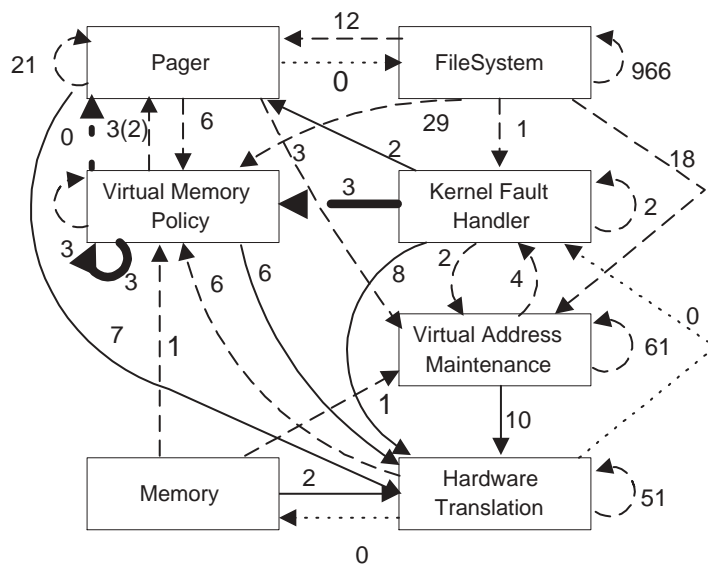 12
21
Pager
FileSystem
966
0
0
3(2)
6
29
1
3
2
18
Virtual Memory
Policy
3
Kernel Fault
Handler
2
3
3
6
6
8
2
4
0
7
1
Virtual Address
Maintenance
61
1
10
Memory
2
Hardware
Translation
51
0